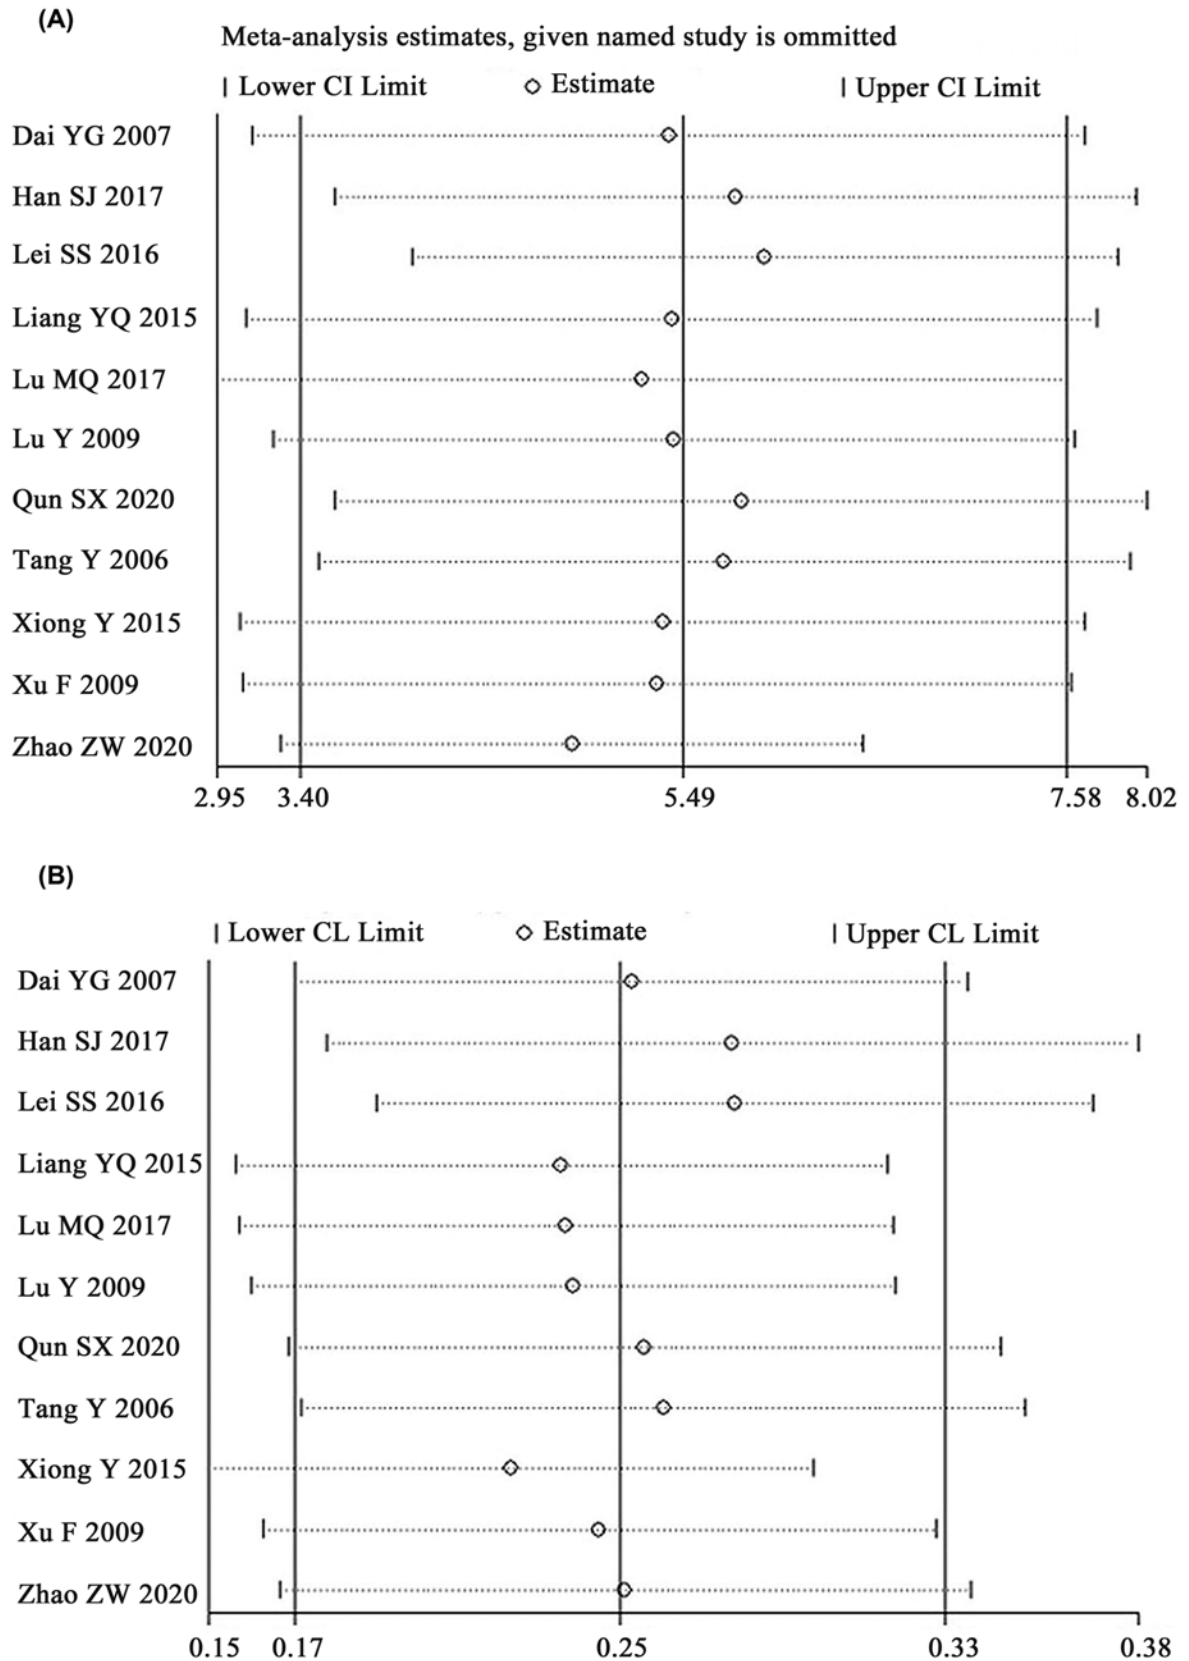 (A)
Meta-analysis estimates, given named study is ommitted
Lower CI Limit Estimate Upper CI Limit
Dai YG 2007
Han SJ 2017
Lei SS 2016
Liang YQ 2015
Lu MQ 2017
Lu Y 2009
Qun SX 2020
Tang Y 2006
Xiong Y 2015
Xu F 2009
Zhao ZW 2020
2.95 3.40 5.49 7.58 8.02
(B)
Lower CL Limit Estimate Upper CL Limit
Dai YG 2007
Han SJ 2017
Lei SS 2016
Liang YQ 2015
Lu MQ 2017
Lu Y 2009
Qun SX 2020
Tang Y 2006
Xiong Y 2015
Xu F 2009
Zhao ZW 2020
0.15 0.17 0.25 0.33 0.38